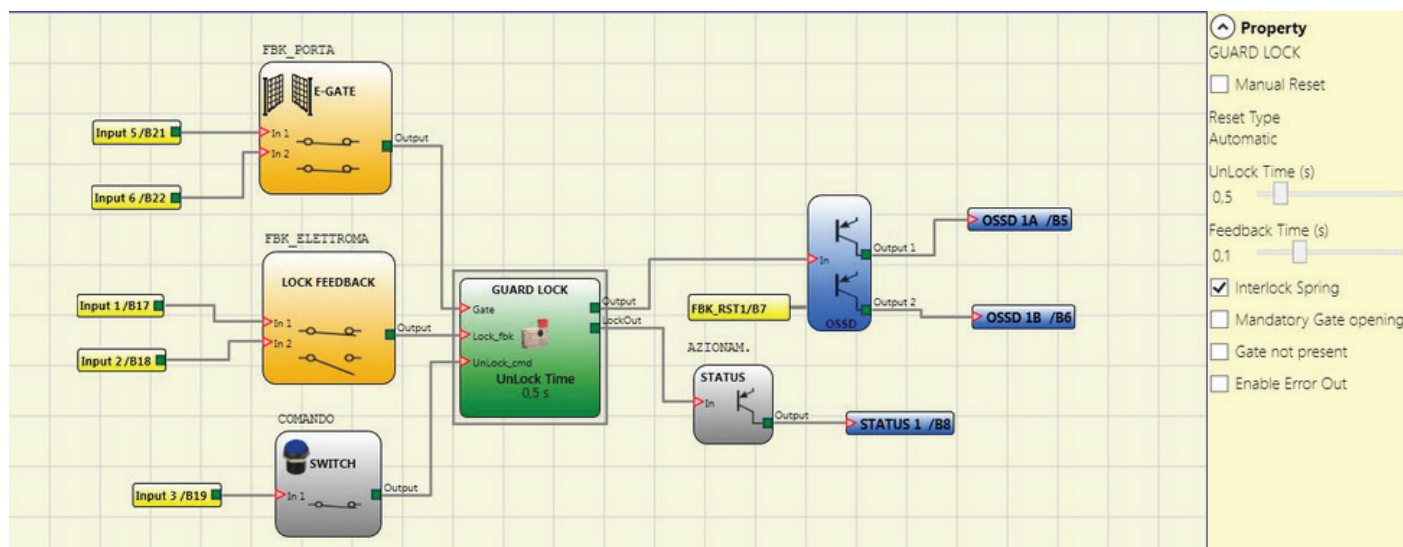 FBK_PORTA
E-GATE
Input 5 /B21
In 1
In 2
Output
Input 6 /B22
FBK_ELETTROMA
LOCK FEEDBACK
Input 1 /B17
In 1
In 2
Output
Input 2 /B18
COMANDO
SWITCH
Input 3 /B19
In 1
Output
GUARD LOCK
Gate
Lock_fbk
UnLock_cmd
UnLock Time
0,5 s
Output
LockOut
FBK_RST1/B7
In
Output 1
Output 2
OSSD
OSSD 1A /B5
OSSD 1B /B6
AZIONAM.
STATUS
In
Output
STATUS 1 /B8
Property
GUARD LOCK
Manual Reset
Reset Type
Automatic
UnLock Time (s)
0,5
Feedback Time (s)
0,1
Interlock Spring
Mandatory Gate opening
Gate not present
Enable Error Out